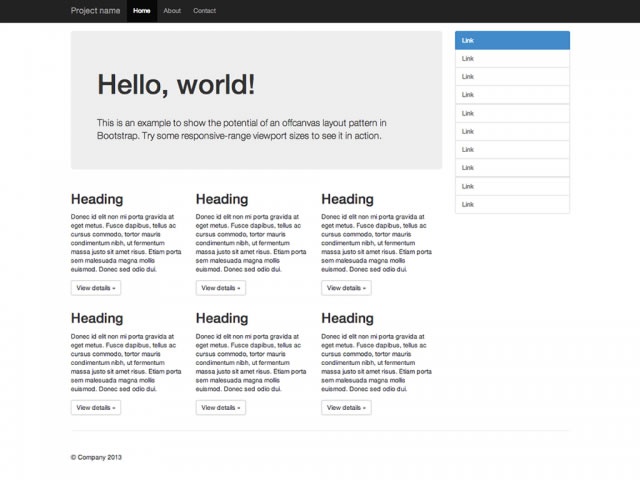 Project name Home About Contact
Hello, world!
This is an example to show the potential of an offcanvas layout pattern in
Bootstrap. Try some responsive-range viewport sizes to see it in action.
Link
Link
Link
Link
Link
Link
Link
Link
Link
Link
Heading
Donec id elit non mi porta gravida at
eget metus. Fusce dapibus, tellus ac
cursus commodo, tortor mauris
condimentum nibh, ut fermentum
massa justo sit amet risus. Etiam porta
sem malesuada magna mollis
euismod. Donec sed odio dui.
View details »
Heading
Donec id elit non mi porta gravida at
eget metus. Fusce dapibus, tellus ac
cursus commodo, tortor mauris
condimentum nibh, ut fermentum
massa justo sit amet risus. Etiam porta
sem malesuada magna mollis
euismod. Donec sed odio dui.
View details »
Heading
Donec id elit non mi porta gravida at
eget metus. Fusce dapibus, tellus ac
cursus commodo, tortor mauris
condimentum nibh, ut fermentum
massa justo sit amet risus. Etiam porta
sem malesuada magna mollis
euismod. Donec sed odio dui.
View details »
Heading
Donec id elit non mi porta gravida at
eget metus. Fusce dapibus, tellus ac
cursus commodo, tortor mauris
condimentum nibh, ut fermentum
massa justo sit amet risus. Etiam porta
sem malesuada magna mollis
euismod. Donec sed odio dui.
View details »
Heading
Donec id elit non mi porta gravida at
eget metus. Fusce dapibus, tellus ac
cursus commodo, tortor mauris
condimentum nibh, ut fermentum
massa justo sit amet risus. Etiam porta
sem malesuada magna mollis
euismod. Donec sed odio dui.
View details »
Heading
Donec id elit non mi porta gravida at
eget metus. Fusce dapibus, tellus ac
cursus commodo, tortor mauris
condimentum nibh, ut fermentum
massa justo sit amet risus. Etiam porta
sem malesuada magna mollis
euismod. Donec sed odio dui.
View details »
© Company 2013